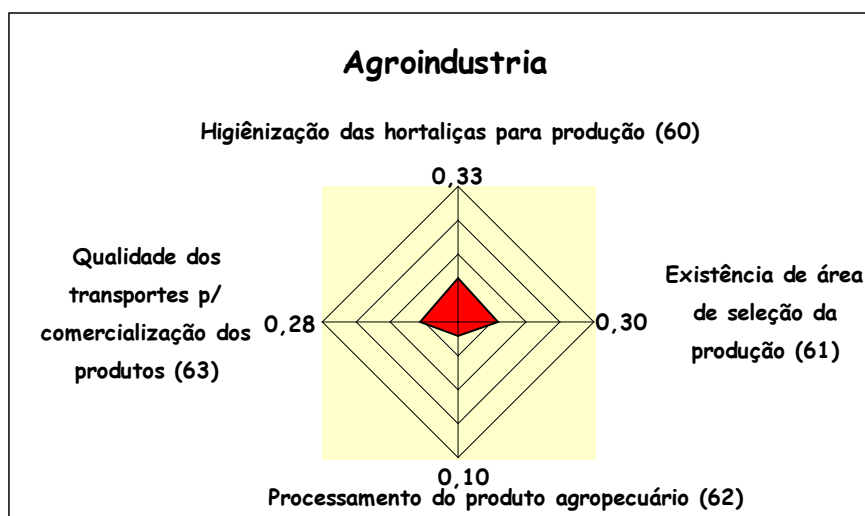 Agroindustria
Higiênização das hortaliças para produção (60)
0,33
Qualidade dos
transportes p/
comercialização dos
produtos (63)
0,28
0,30
Existência de área
de seleção da
produção (61)
0,10
Processamento do produto agropecuário (62)